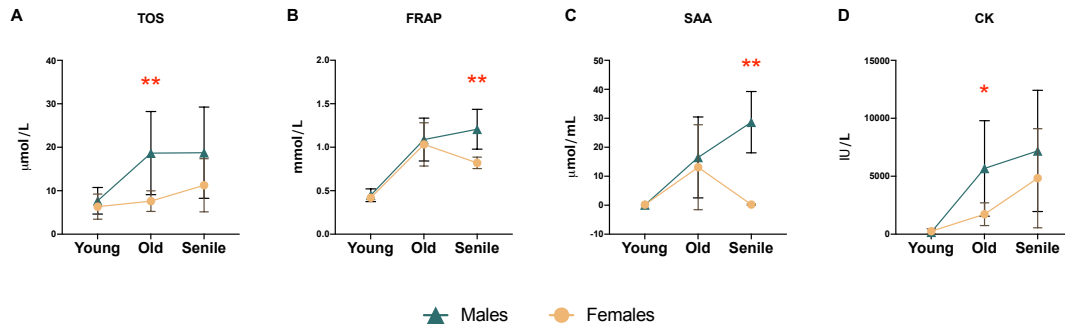 A TOS
μmol/L
40
30
20
10
0
**
Young Old Senile
B FRAP
mmol/L
2.0
1.5
1.0
0.5
0.0
**
Young Old Senile
C SAA
μmol/mL
50
40
30
20
10
0
-10
**
Young Old Senile
D CK
IU/L
15000
10000
5000
0
*
Young Old Senile
Males Females